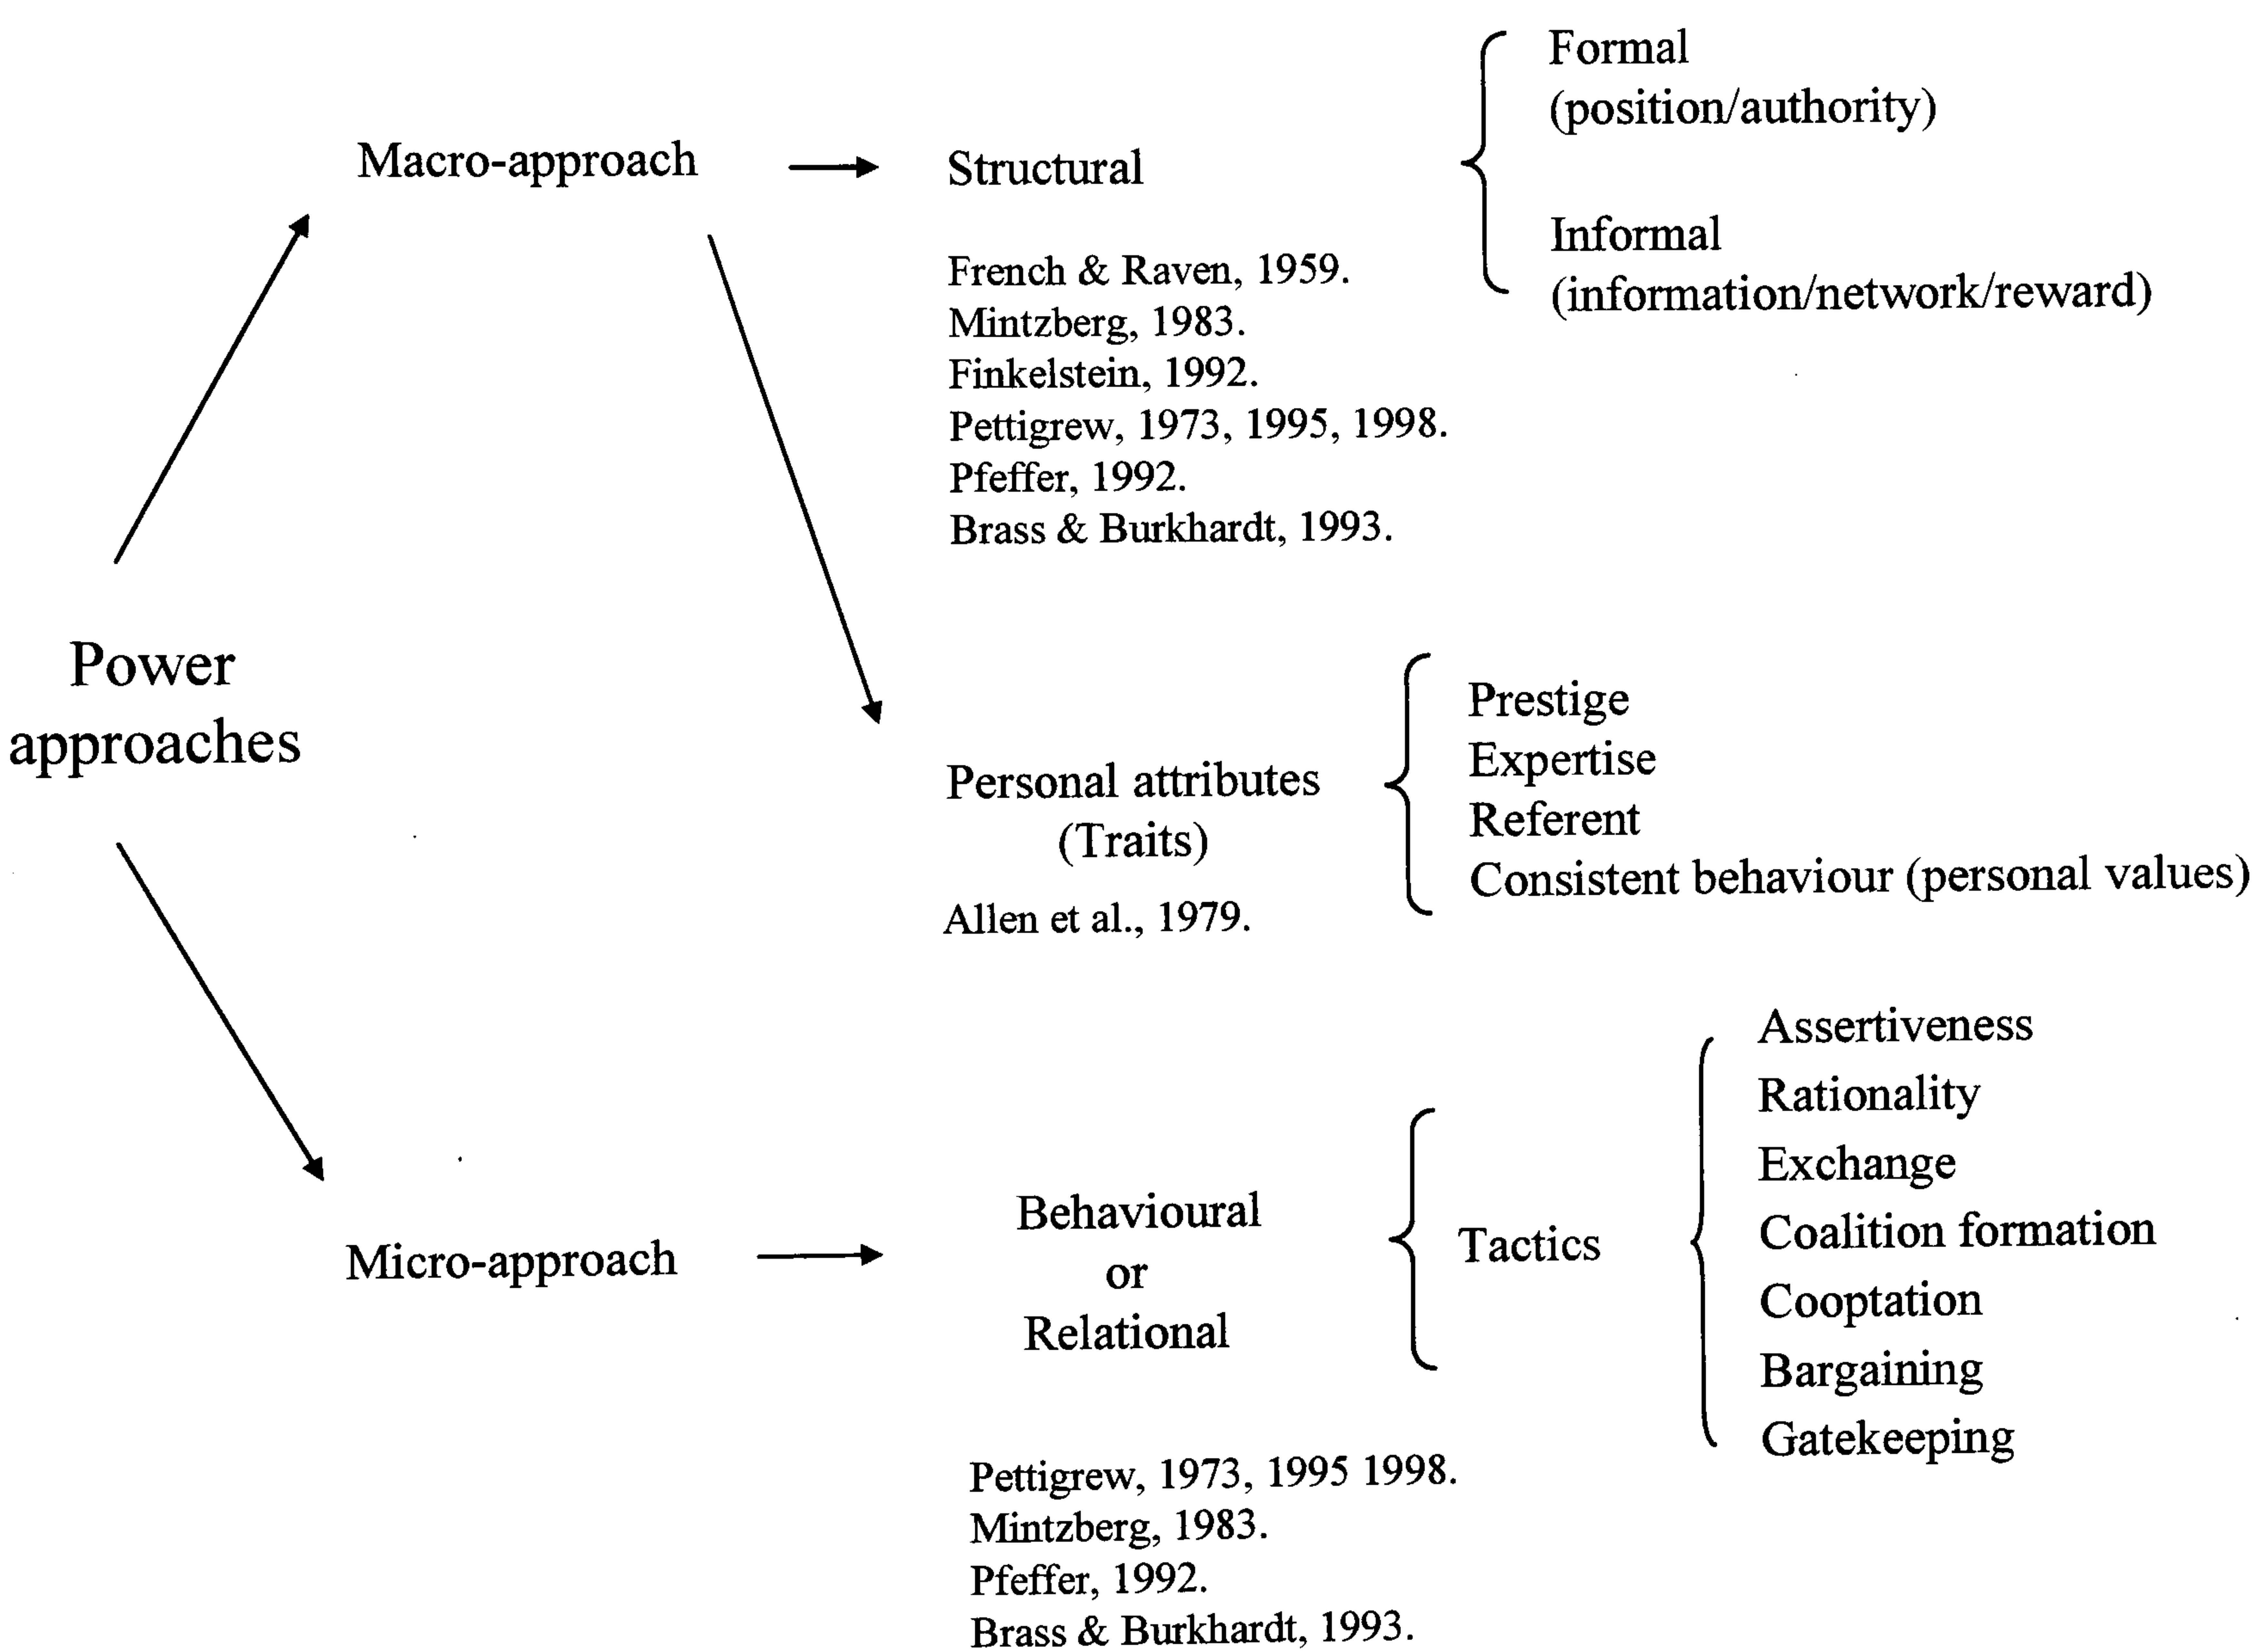 Power
approaches
Macro-approach
Structural
French & Raven, 1959.
Mintzberg, 1983.
Finkelstein, 1992.
Pettigrew, 1973, 1995, 1998.
Pfeffer, 1992.
Brass & Burkhardt, 1993.
Formal
(position/authority)
Informal
(information/network/reward)
Personal attributes
(Traits)
Allen et al., 1979.
Prestige
Expertise
Referent
Consistent behaviour (personal values)
Micro-approach
Behavioural
or
Relational
Pettigrew, 1973, 1995 1998.
Mintzberg, 1983.
Pfeffer, 1992.
Brass & Burkhardt, 1993.
Tactics
Assertiveness
Rationality
Exchange
Coalition formation
Cooptation
Bargaining
Gatekeeping